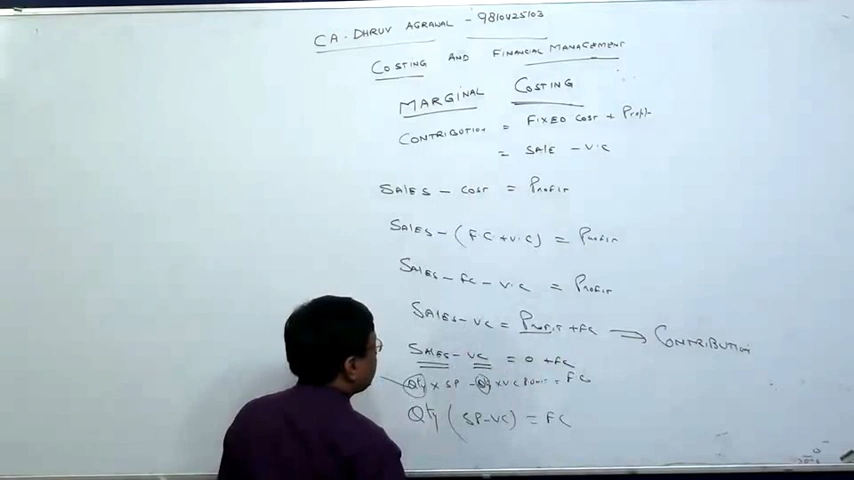 CA. DHRUV AGRAWAL - 9810425103
COSTING AND FINANCIAL MANAGEMENT
MARGINAL COSTING
CONTRIBUTION = FIXED COST + Profit
= SALE - V.C
SALES - COST = Profit
SALES - (F.C + V.C) = Profit
SALES - FC - V.C = Profit
SALES - VC = Profit + FC → CONTRIBUTION
SALES - VC = 0 + FC
Qty x SP - Qty x VC P.Unit = FC
Qty (SP-VC) = FC